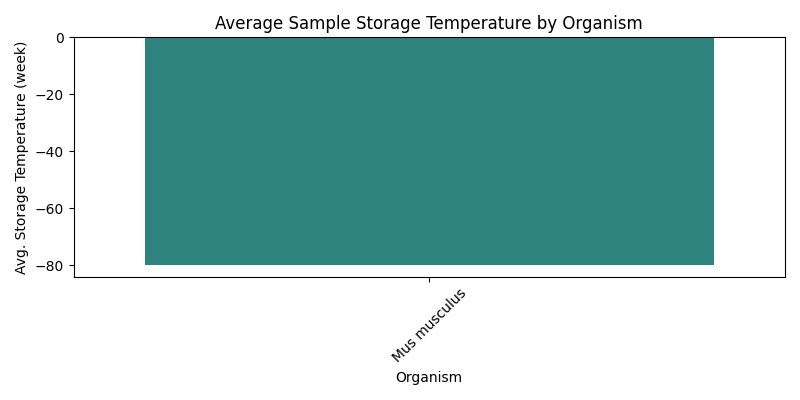 Average Sample Storage Temperature by Organism
Avg. Storage Temperature (week)
0
−20
−40
−60
−80
Mus musculus
Organism